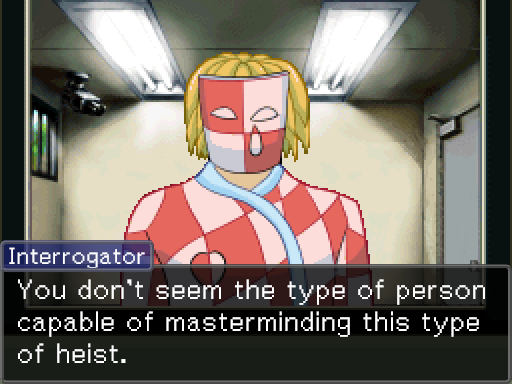 Interrogator
You don't seem the type of person
capable of masterminding this type
of heist.